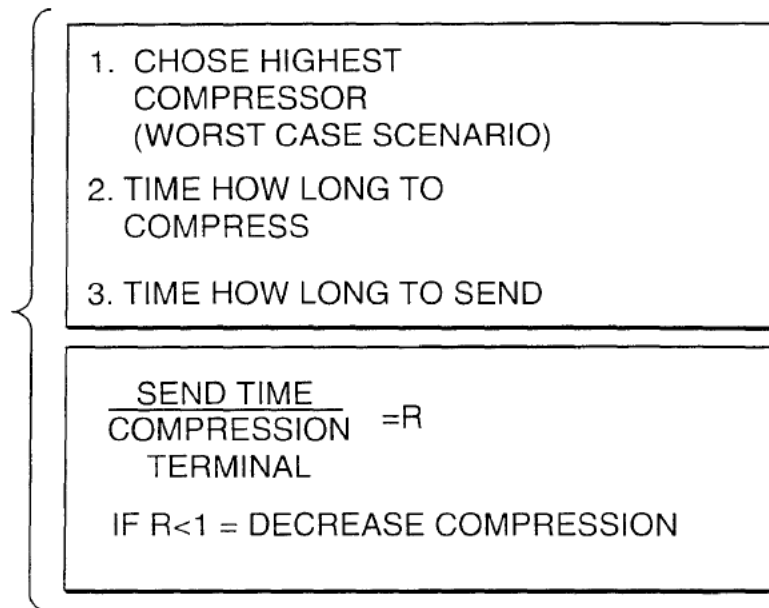 1. CHOSE HIGHEST
COMPRESSOR
(WORST CASE SCENARIO)
2. TIME HOW LONG TO
COMPRESS
3. TIME HOW LONG TO SEND
SEND TIME
COMPRESSION =R
TERMINAL
IF R<1 = DECREASE COMPRESSION